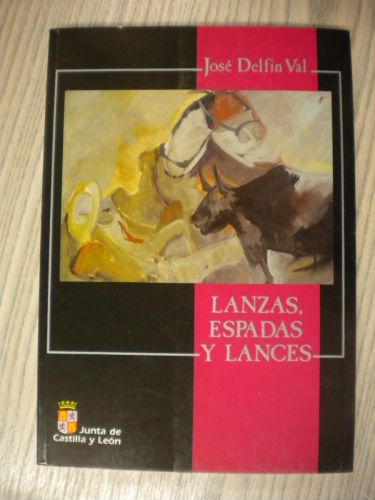 José Delfín Val
LANZAS,
ESPADAS
Y LANCES
Junta de
Castilla y León